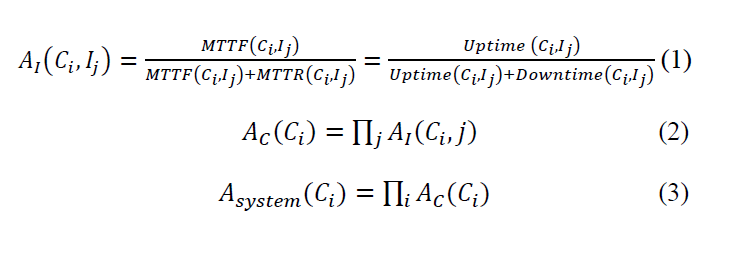 A_I(C_i, I_j) = MTTF(C_i,I_j) / (MTTF(C_i,I_j)+MTTR(C_i,I_j)) = Uptime (C_i,I_j) / (Uptime(C_i,I_j)+Downtime(C_i,I_j)) (1)
A_C(C_i) = ∏_j A_I(C_i, j) (2)
A_system(C_i) = ∏_i A_C(C_i) (3)